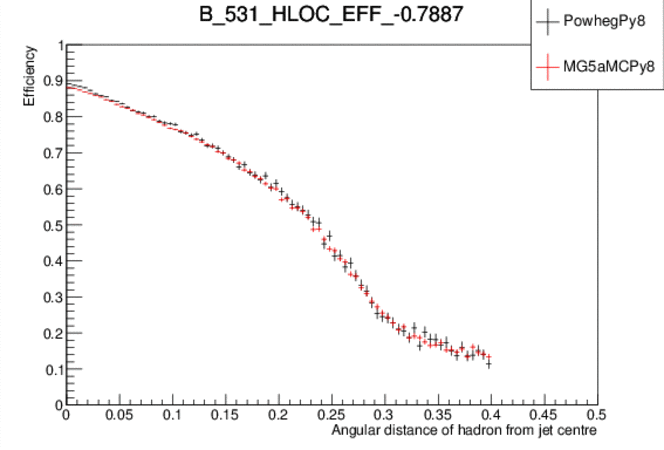 B_531_HLOC_EFF_-0.7887
PowhegPy8
MG5aMCPy8
Efficiency
1
0.9
0.8
0.7
0.6
0.5
0.4
0.3
0.2
0.1
0
0 0.05 0.1 0.15 0.2 0.25 0.3 0.35 0.4 0.45 0.5
Angular distance of hadron from jet centre